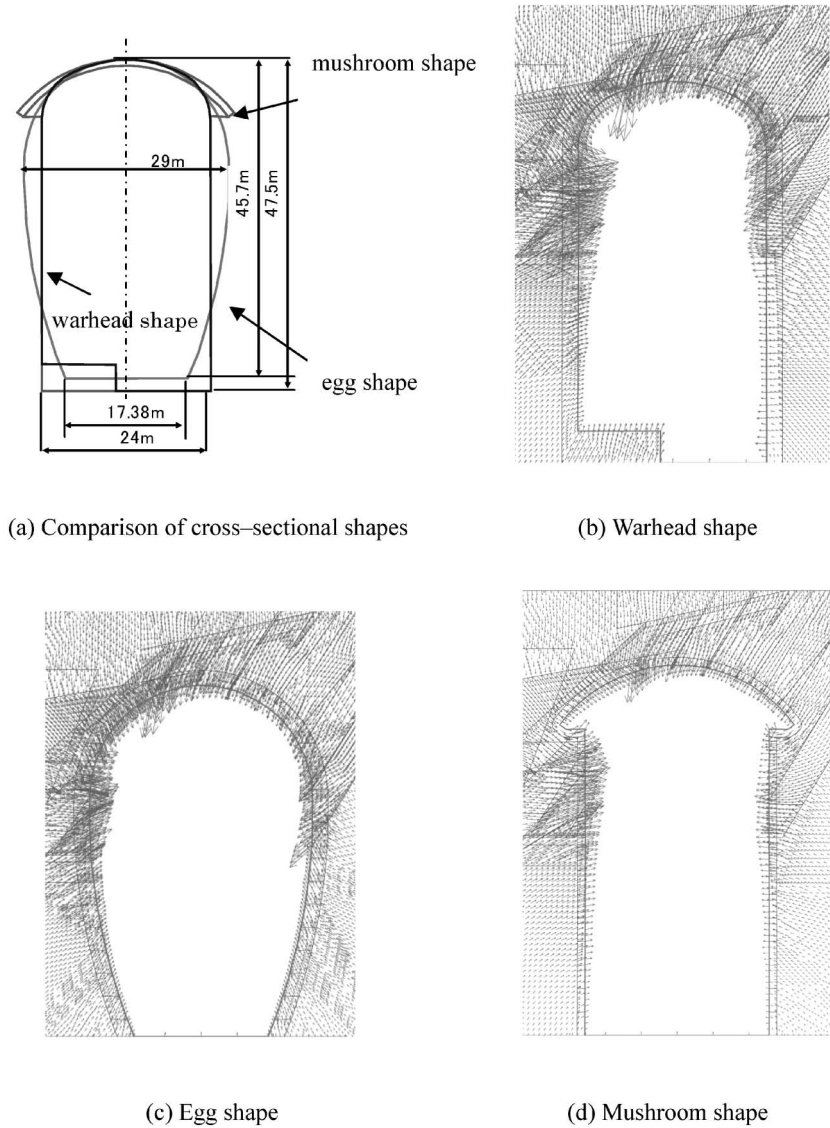 mushroom shape
29m
45.7m
47.5m
warhead shape
egg shape
17.38m
24m
(a) Comparison of cross–sectional shapes
(b) Warhead shape
(c) Egg shape
(d) Mushroom shape